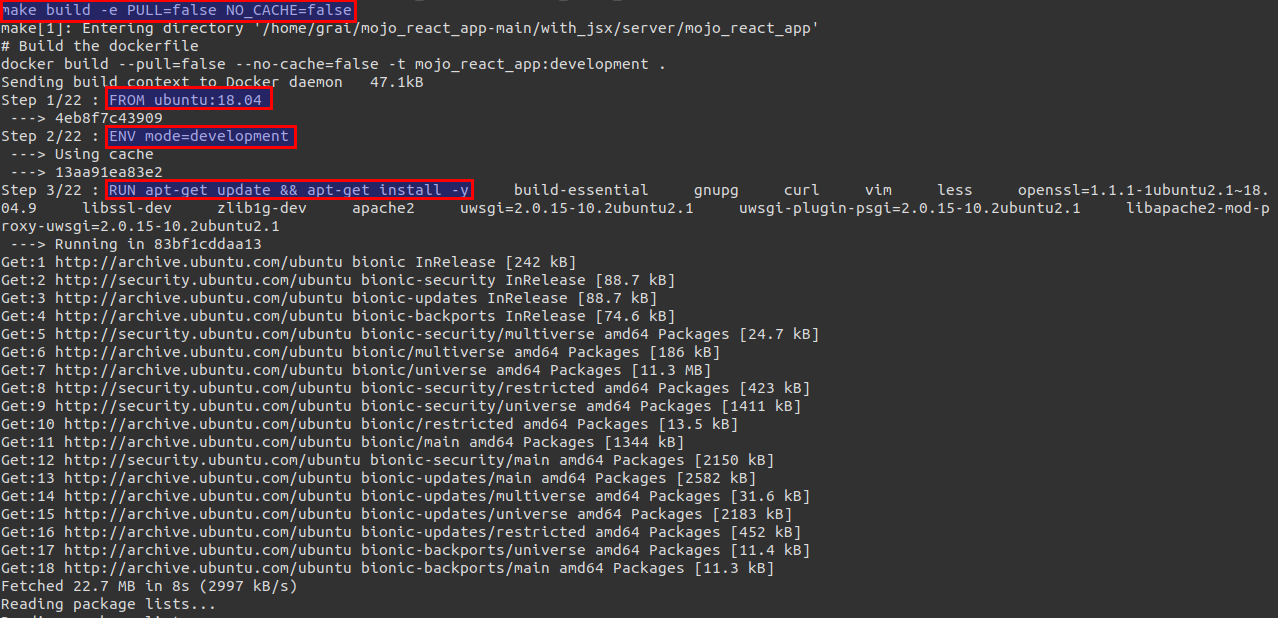 make build -e PULL=false NO_CACHE=false
make[1]: Entering directory '/home/grai/mojo_react_app-main/with_jsx/server/mojo_react_app'
# Build the dockerfile
docker build --pull=false --no-cache=false -t mojo_react_app:development .
Sending build context to Docker daemon   47.1kB
Step 1/22 : FROM ubuntu:18.04
 ---> 4eb8f7c43909
Step 2/22 : ENV mode=development
 ---> Using cache
 ---> 13aa91ea83e2
Step 3/22 : RUN apt-get update && apt-get install -y     build-essential     gnupg     curl     vim     less     openssl=1.1.1-1ubuntu2.1~18.
04.9     libssl-dev     zlib1g-dev     apache2     uwsgi=2.0.15-10.2ubuntu2.1     uwsgi-plugin-psgi=2.0.15-10.2ubuntu2.1     libapache2-mod-p
roxy-uwsgi=2.0.15-10.2ubuntu2.1
 ---> Running in 83bf1cddaa13
Get:1 http://archive.ubuntu.com/ubuntu bionic InRelease [242 kB]
Get:2 http://security.ubuntu.com/ubuntu bionic-security InRelease [88.7 kB]
Get:3 http://archive.ubuntu.com/ubuntu bionic-updates InRelease [88.7 kB]
Get:4 http://archive.ubuntu.com/ubuntu bionic-backports InRelease [74.6 kB]
Get:5 http://security.ubuntu.com/ubuntu bionic-security/multiverse amd64 Packages [24.7 kB]
Get:6 http://archive.ubuntu.com/ubuntu bionic/multiverse amd64 Packages [186 kB]
Get:7 http://archive.ubuntu.com/ubuntu bionic/universe amd64 Packages [11.3 MB]
Get:8 http://security.ubuntu.com/ubuntu bionic-security/restricted amd64 Packages [423 kB]
Get:9 http://security.ubuntu.com/ubuntu bionic-security/universe amd64 Packages [1411 kB]
Get:10 http://archive.ubuntu.com/ubuntu bionic/restricted amd64 Packages [13.5 kB]
Get:11 http://archive.ubuntu.com/ubuntu bionic/main amd64 Packages [1344 kB]
Get:12 http://security.ubuntu.com/ubuntu bionic-security/main amd64 Packages [2150 kB]
Get:13 http://archive.ubuntu.com/ubuntu bionic-updates/main amd64 Packages [2582 kB]
Get:14 http://archive.ubuntu.com/ubuntu bionic-updates/multiverse amd64 Packages [31.6 kB]
Get:15 http://archive.ubuntu.com/ubuntu bionic-updates/universe amd64 Packages [2183 kB]
Get:16 http://archive.ubuntu.com/ubuntu bionic-updates/restricted amd64 Packages [452 kB]
Get:17 http://archive.ubuntu.com/ubuntu bionic-backports/universe amd64 Packages [11.4 kB]
Get:18 http://archive.ubuntu.com/ubuntu bionic-backports/main amd64 Packages [11.3 kB]
Fetched 22.7 MB in 8s (2997 kB/s)
Reading package lists...